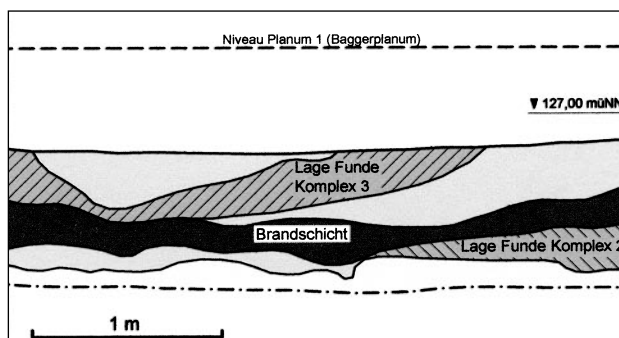 Niveau Planum 1 (Baggerplanum)
127,00 müNN
Lage Funde
Komplex 3
Brandschicht
Lage Funde Komplex 2
1 m